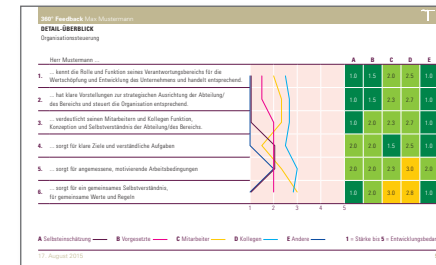 360° Feedback Max Mustermann
DETAIL-ÜBERBLICK
Organisationssteuerung
Herr Mustermann ...
A B C D E
1. ... kennt die Rolle und Funktion seines Verantwortungsbereichs für die
Wertschöpfung und Entwicklung des Unternehmens und handelt entsprechend.
1.0 1.5 2.0 2.5 1.0
2. ... hat klare Vorstellungen zur strategischen Ausrichtung der Abteilung/
des Bereichs und steuert die Organisation entsprechend.
1.0 1.5 2.3 2.7 1.0
3. ... verdeutlicht seinen Mitarbeitern und Kollegen Funktion,
Konzeption und Selbstverständnis der Abteilung/des Bereichs.
1.0 2.0 2.3 2.7 1.0
4. ... sorgt für klare Ziele und verständliche Aufgaben
2.0 2.0 1.5 2.5 1.0
5. ... sorgt für angemessene, motivierende Arbeitsbedingungen
2.0 2.0 2.3 3.0 2.0
6. ... sorgt für ein gemeinsames Selbstverständnis,
für gemeinsame Werte und Regeln
1.0 2.0 3.0 2.8 1.0
1 2 3 4 5
A Selbsteinschätzung B Vorgesetzte C Mitarbeiter D Kollegen E Andere 1 = Stärke bis 5 = Entwicklungsbedar
17. August 2015